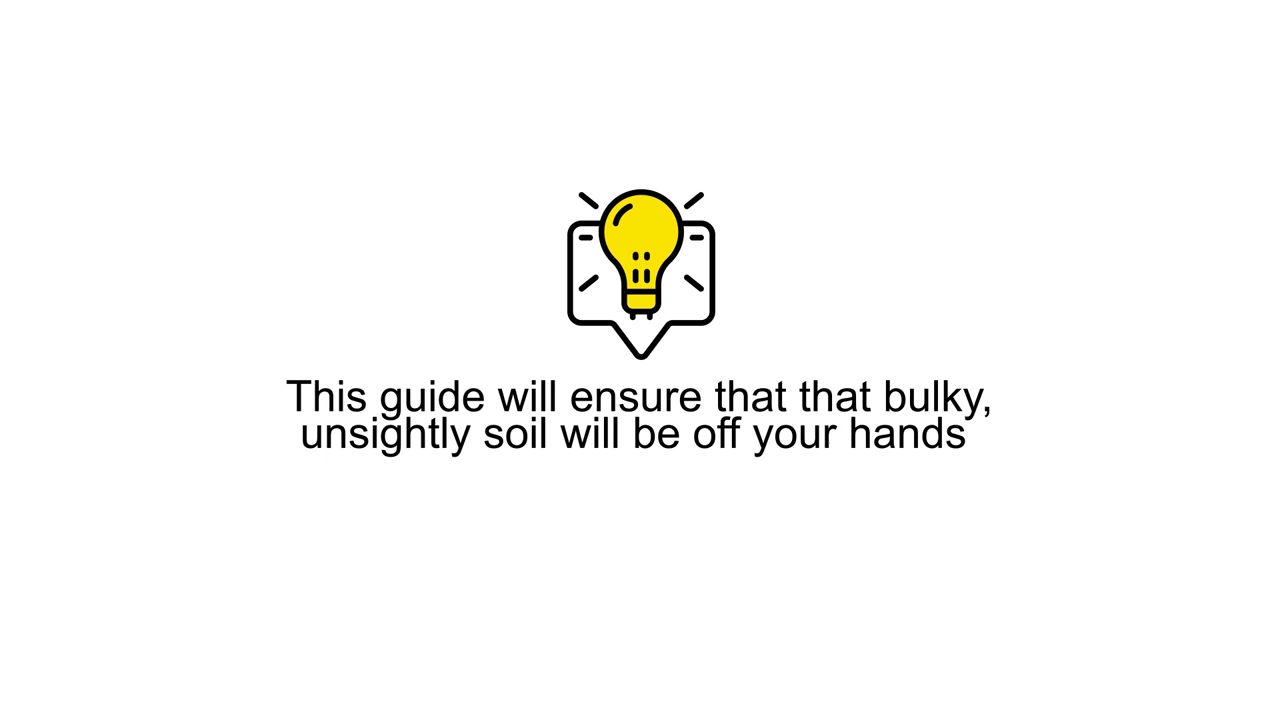 This guide will ensure that that bulky,
unsightly soil will be off your hands